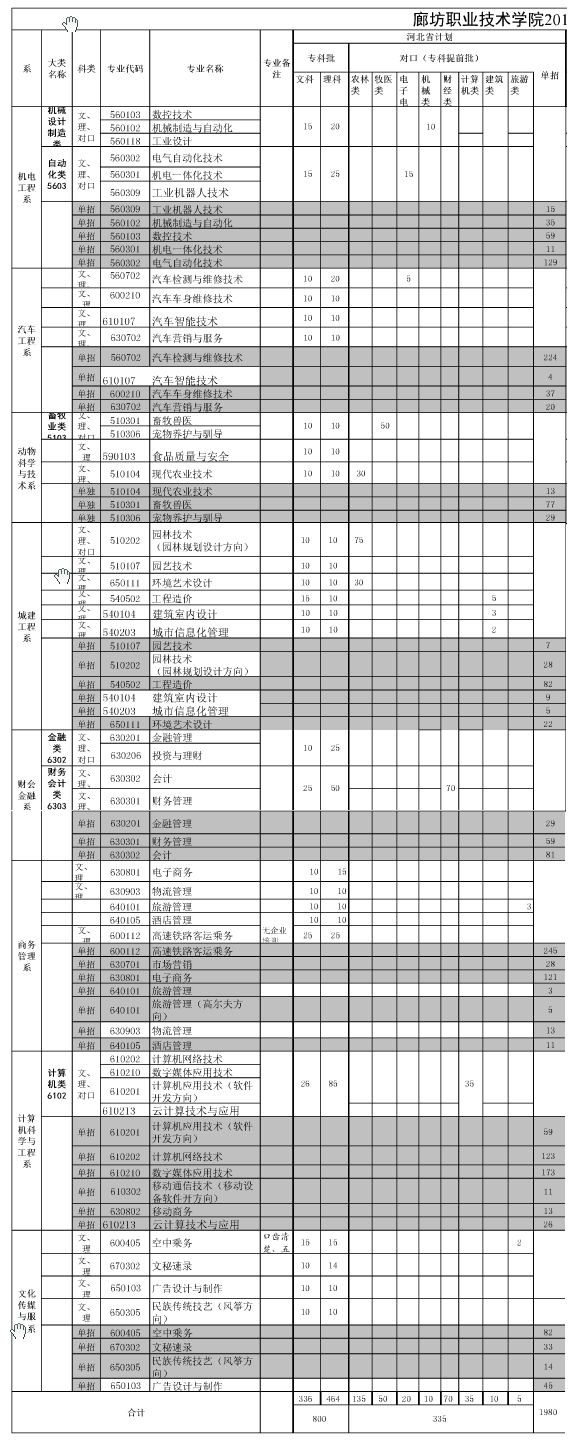 廊坊职业技术学院201
系 大类名称 科类 专业代码 专业名称 专业备注 河北省计划
专科批 对口（专科提前批） 单招
文科 理科 农林类 牧医类 电子电 机械类 财经类 计算机类 建筑类 旅游类
机电工程系
机械设计制造类 文、理、对口 560103 数控技术 15 20 10
560102 机械制造与自动化
560118 工业设计
自动化类5603 文、理、对口 560302 电气自动化技术 15 25 15
560301 机电一体化技术
560309 工业机器人技术
单招 560309 工业机器人技术 15
单招 560102 机械制造与自动化 35
单招 560103 数控技术 59
单招 560301 机电一体化技术 11
单招 560302 电气自动化技术 129
汽车工程系
文、理、 560702 汽车检测与维修技术 10 20 5
文、理 600210 汽车车身维修技术 10 10
文、理 610107 汽车智能技术 10 10
文、理 630702 汽车营销与服务 10 10
单招 560702 汽车检测与维修技术 224
单招 610107 汽车智能技术 4
单招 600210 汽车车身维修技术 37
单招 630702 汽车营销与服务 20
动物科学与技术系
畜牧业类5103 文、理、对口 510301 畜牧兽医 10 10 50
510306 宠物养护与驯导
文、理 590103 食品质量与安全 10 10
文、理、 510104 现代农业技术 10 10 30
单独 510104 现代农业技术 13
单独 510301 畜牧兽医 77
单独 510306 宠物养护与驯导 29
城建工程系
文、理、对口 510202 园林技术（园林规划设计方向） 10 10 75
文、理 510107 园艺技术 10 10
文、理、 650111 环境艺术设计 10 10 30
文、理、 540502 工程造价 15 10 5
文、理、 540104 建筑室内设计 10 10 3
文、理、 540203 城市信息化管理 10 10 2
单招 510107 园艺技术 7
单招 510202 园林技术（园林规划设计方向） 28
单招 540502 工程造价 82
单招 540104 建筑室内设计 9
单招 540203 城市信息化管理 5
单招 650111 环境艺术设计 22
财会金融系
金融类6302 文、理、对口 630201 金融管理 10 25
630206 投资与理财
财务会计类6303 文、理、 630302 会计 25 50 70
文、理、 630301 财务管理
单招 630201 金融管理 29
单招 630301 财务管理 59
单招 630302 会计 81
商务管理系
文、理、 630801 电子商务 10 15
文、理 630903 物流管理 10 10
640101 旅游管理 10 10 3
640105 酒店管理 10 10
文、理 600112 高速铁路客运乘务 无企业培训 25 25
单招 600112 高速铁路客运乘务 245
单招 630701 市场营销 28
单招 630801 电子商务 121
单招 640101 旅游管理 3
单招 640101 旅游管理（高尔夫方向） 5
单招 630903 物流管理 13
单招 640105 酒店管理 11
计算机科学与工程系
计算机类6102 文、理、对口 610202 计算机网络技术 26 85 35
610210 数字媒体应用技术
610201 计算机应用技术（软件开发方向）
610213 云计算技术与应用
单招 610201 计算机应用技术（软件开发方向） 59
单招 610202 计算机网络技术 123
单招 610210 数字媒体应用技术 173
单招 610302 移动通信技术（移动设备软件开方向） 11
单招 630802 移动商务 13
单招 610213 云计算技术与应用 26
文化传媒与服 系
文、理 600405 空中乘务 口齿清楚、五 15 15 2
文、理 670302 文秘速录 10 14
文、理 650103 广告设计与制作 10 10
文、理 650305 民族传统技艺（风筝方向） 10 10
单招 600405 空中乘务 82
单招 670302 文秘速录 33
单招 650305 民族传统技艺（风筝方向） 14
单招 650103 广告设计与制作 45
合计 336 464 135 50 20 10 70 35 10 5 1980
800 335